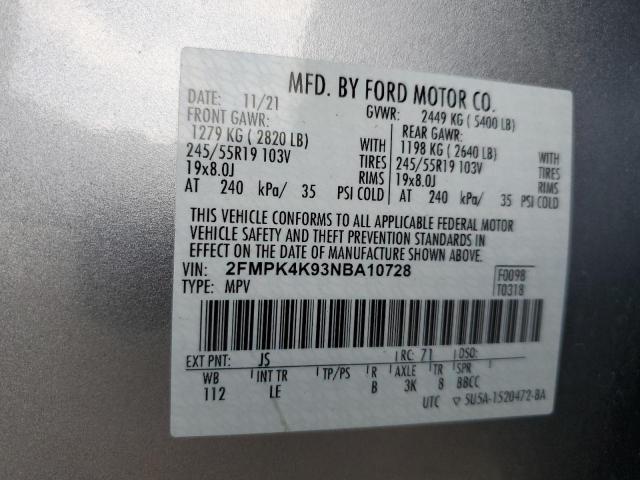 MFD. BY FORD MOTOR CO.
DATE: 11/21 GVWR: 2449 KG ( 5400 LB)
FRONT GAWR: REAR GAWR:
1279 KG ( 2820 LB) WITH 1198 KG ( 2640 LB) WITH
245/55R19 103V TIRES 245/55R19 103V TIRES
19x8.0J RIMS 19x8.0J RIMS
AT 240 kPa/ 35 PSI COLD AT 240 kPa/ 35 PSI COLD
THIS VEHICLE CONFORMS TO ALL APPLICABLE FEDERAL MOTOR
VEHICLE SAFETY AND THEFT PREVENTION STANDARDS IN
EFFECT ON THE DATE OF MANUFACTURE SHOWN ABOVE.
VIN: 2FMPK4K93NBA10728 F0098
TYPE: MPV T0318
EXT PNT: JS RC: 71 DSO:
WB INT TR TP/PS R AXLE TR SPR
112 LE B 3K 8 BBCC
UTC ▽ 5U5A-1520472-BA